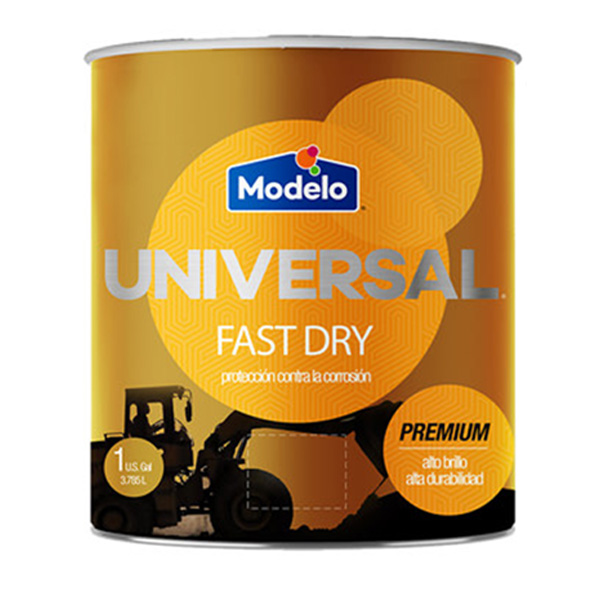 Modelo
UNIVERSAL®
FAST DRY
protección contra la corrosión
PREMIUM
alto brillo
alta durabilidad
1 U.S. Gal
3.785 L